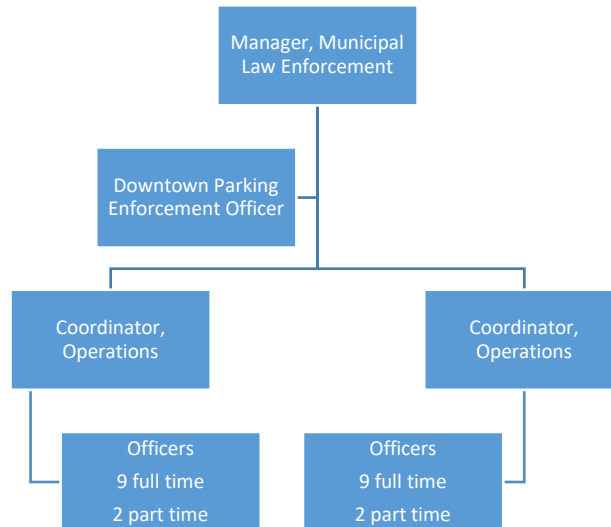 Manager, Municipal
Law Enforcement
Downtown Parking
Enforcement Officer
Coordinator,
Operations
Coordinator,
Operations
Officers
9 full time
2 part time
Officers
9 full time
2 part time